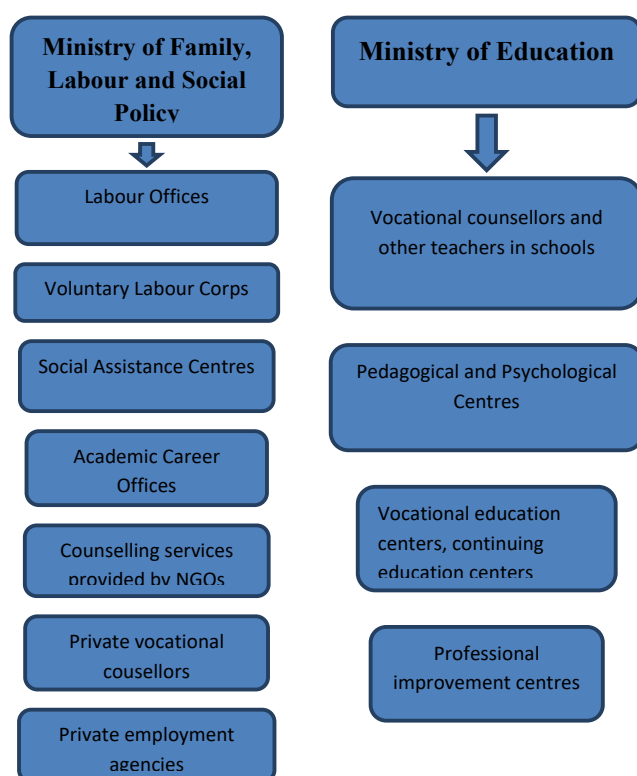 Ministry of Family,
Labour and Social
Policy
Labour Offices
Voluntary Labour Corps
Social Assistance Centres
Academic Career
Offices
Counselling services
provided by NGOs
Private vocational
cousellors
Private employment
agencies
Ministry of Education
Vocational counsellors and
other teachers in schools
Pedagogical and Psychological
Centres
Vocational education
centers, continuing
education centers
Professional
improvement centres